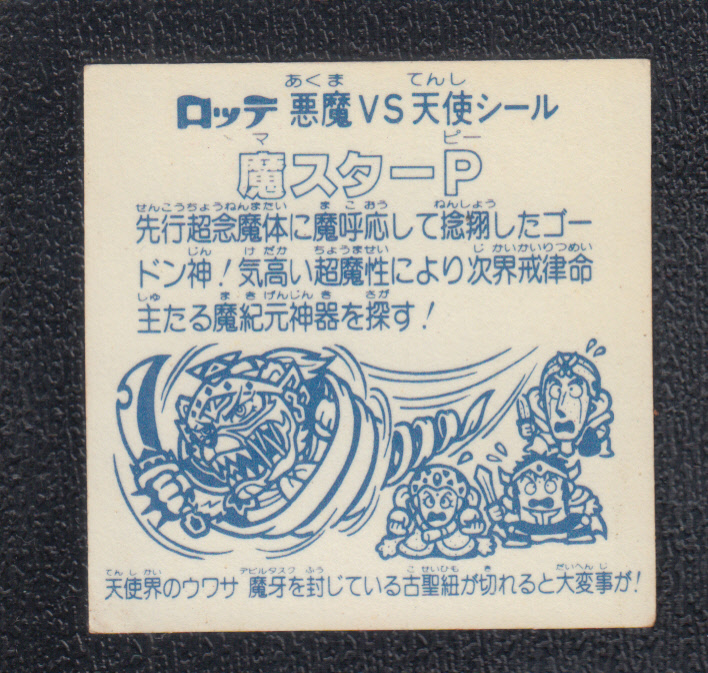 あくま てんし
ロッテ 悪魔VS天使シール
マ ピー
魔スターP
せんこうちょうねんまたい ま こおう ねんしょう
先行超念魔体に魔呼応して捻翔したゴー
じん け だか ちょうませい じ かいかいりつめい
ドン神！気高い超魔性により次界戒律命
しゅ ま き げんじん き さが
主たる魔紀元神器を探す！
てん し かい デビルタスク ふう こ せいひも き だいへん じ
天使界のウワサ 魔牙を封じている古聖紐が切れると大変事が！